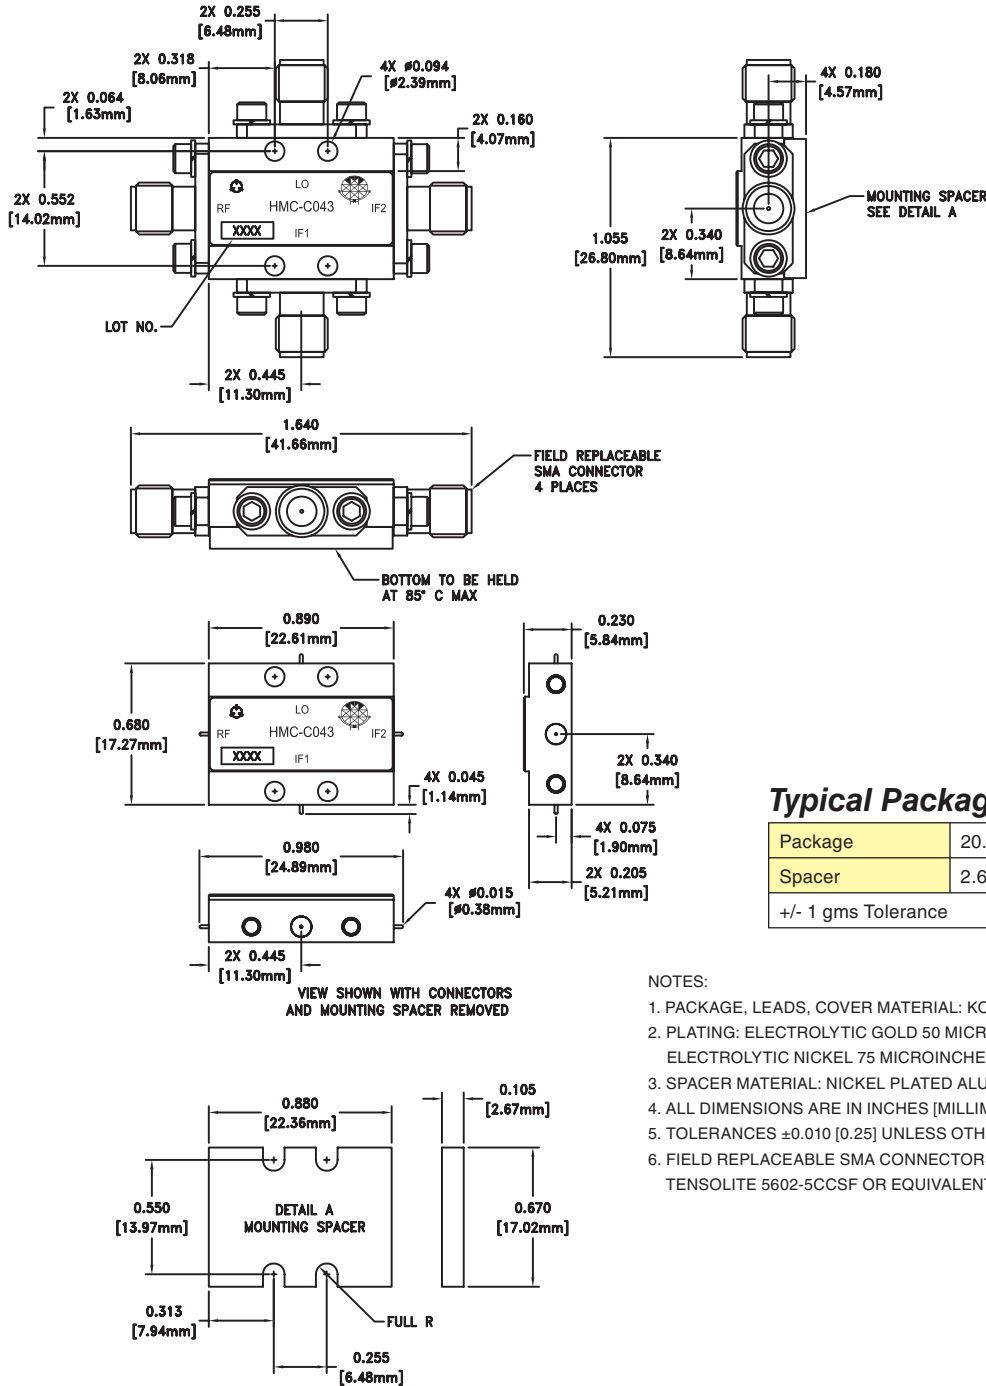 2X 0.255
[6.48mm]
2X 0.318
[8.06mm]
4X ø0.094
[ø2.39mm]
2X 0.064
[1.63mm]
2X 0.160
[4.07mm]
4X 0.180
[4.57mm]
LO
HMC-C043
RF
IF2
XXXX
IF1
2X 0.552
[14.02mm]
MOUNTING SPACER
SEE DETAIL A
1.055
[26.80mm]
2X 0.340
[8.64mm]
LOT NO.
2X 0.445
[11.30mm]
1.640
[41.66mm]
FIELD REPLACEABLE
SMA CONNECTOR
4 PLACES
BOTTOM TO BE HELD
AT 85° C MAX
0.890
[22.61mm]
0.230
[5.84mm]
LO
HMC-C043
RF
IF2
XXXX
IF1
0.680
[17.27mm]
2X 0.340
[8.64mm]
4X 0.045
[1.14mm]
4X 0.075
[1.90mm]
2X 0.205
[5.21mm]
0.980
[24.89mm]
4X ø0.015
[ø0.38mm]
2X 0.445
[11.30mm]
VIEW SHOWN WITH CONNECTORS
AND MOUNTING SPACER REMOVED
Typical Packag
Package 20.
Spacer 2.6
+/- 1 gms Tolerance
NOTES:
1. PACKAGE, LEADS, COVER MATERIAL: KO
2. PLATING: ELECTROLYTIC GOLD 50 MICR
ELECTROLYTIC NICKEL 75 MICROINCHE
3. SPACER MATERIAL: NICKEL PLATED ALU
4. ALL DIMENSIONS ARE IN INCHES [MILLIM
5. TOLERANCES ±0.010 [0.25] UNLESS OTH
6. FIELD REPLACEABLE SMA CONNECTOR
TENSOLITE 5602-5CCSF OR EQUIVALENT
0.880
[22.36mm]
0.105
[2.67mm]
0.550
[13.97mm]
DETAIL A
MOUNTING SPACER
0.670
[17.02mm]
0.313
[7.94mm]
FULL R
0.255
[6.48mm]